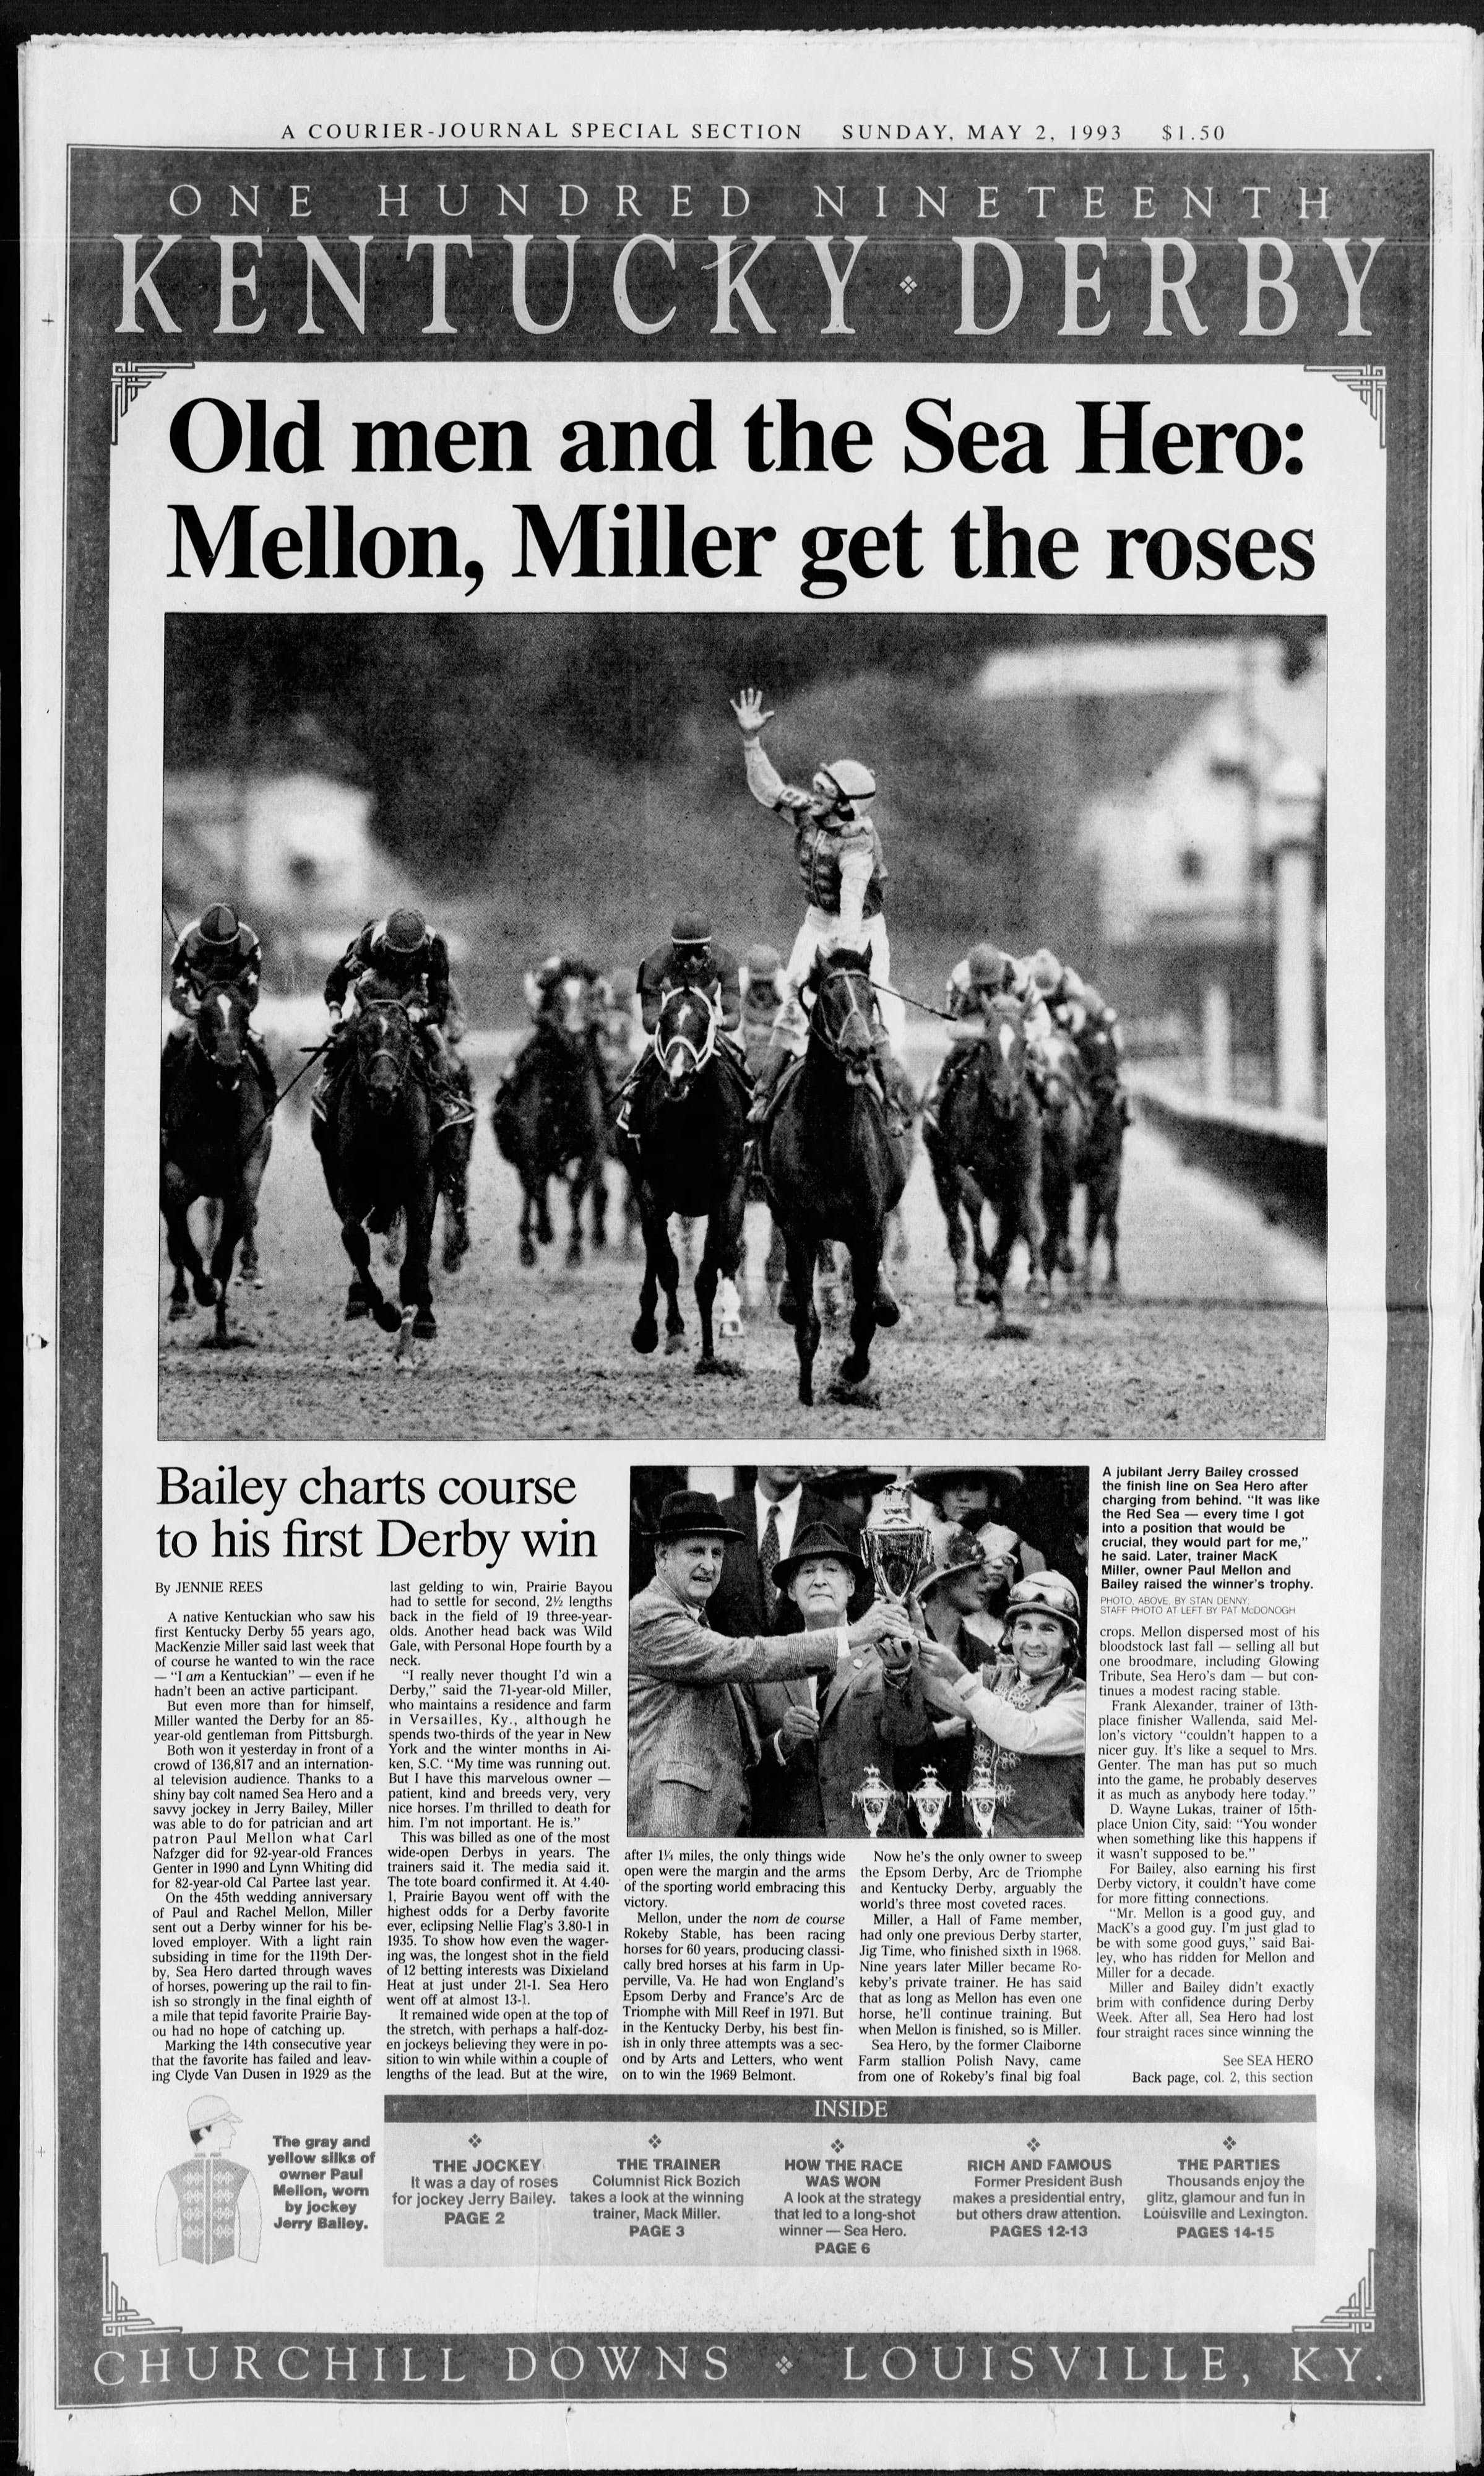 A COURIER-JOURNAL SPECIAL SECTION SUNDAY, MAY 2, 1993 $1.50
ONE HUNDRED NINETEENTH
KENTUCKY ❖ DERBY
Old men and the Sea Hero:
Mellon, Miller get the roses
Bailey charts course
to his first Derby win
By JENNIE REES
A native Kentuckian who saw his
first Kentucky Derby 55 years ago,
MacKenzie Miller said last week that
of course he wanted to win the race
— "I am a Kentuckian" — even if he
hadn't been an active participant.
But even more than for himself,
Miller wanted the Derby for an 85-
year-old gentleman from Pittsburgh.
Both won it yesterday in front of a
crowd of 136,817 and an internation-
al television audience. Thanks to a
shiny bay colt named Sea Hero and a
savvy jockey in Jerry Bailey, Miller
was able to do for patrician and art
patron Paul Mellon what Carl
Nafzger did for 92-year-old Frances
Genter in 1990 and Lynn Whiting did
for 82-year-old Cal Partee last year.
On the 45th wedding anniversary
of Paul and Rachel Mellon, Miller
sent out a Derby winner for his be-
loved employer. With a light rain
subsiding in time for the 119th Der-
by, Sea Hero darted through waves
of horses, powering up the rail to fin-
ish so strongly in the final eighth of
a mile that tepid favorite Prairie Bay-
ou had no hope of catching up.
Marking the 14th consecutive year
that the favorite has failed and leav-
ing Clyde Van Dusen in 1929 as the
last gelding to win, Prairie Bayou
had to settle for second, 2½ lengths
back in the field of 19 three-year-
olds. Another head back was Wild
Gale, with Personal Hope fourth by a
neck.
"I really never thought I'd win a
Derby," said the 71-year-old Miller,
who maintains a residence and farm
in Versailles, Ky., although he
spends two-thirds of the year in New
York and the winter months in Ai-
ken, S.C. "My time was running out.
But I have this marvelous owner —
patient, kind and breeds very, very
nice horses. I'm thrilled to death for
him. I'm not important. He is."
This was billed as one of the most
wide-open Derbys in years. The
trainers said it. The media said it.
The tote board confirmed it. At 4.40-
1, Prairie Bayou went off with the
highest odds for a Derby favorite
ever, eclipsing Nellie Flag's 3.80-1 in
1935. To show how even the wager-
ing was, the longest shot in the field
of 12 betting interests was Dixieland
Heat at just under 21-1. Sea Hero
went off at almost 13-1.
It remained wide open at the top of
the stretch, with perhaps a half-doz-
en jockeys believing they were in po-
sition to win while within a couple of
lengths of the lead. But at the wire,
after 1¼ miles, the only things wide
open were the margin and the arms
of the sporting world embracing this
victory.
Mellon, under the nom de course
Rokeby Stable, has been racing
horses for 60 years, producing classi-
cally bred horses at his farm in Up-
perville, Va. He had won England's
Epsom Derby and France's Arc de
Triomphe with Mill Reef in 1971. But
in the Kentucky Derby, his best fin-
ish in only three attempts was a sec-
ond by Arts and Letters, who went
on to win the 1969 Belmont.
Now he's the only owner to sweep
the Epsom Derby, Arc de Triomphe
and Kentucky Derby, arguably the
world's three most coveted races.
Miller, a Hall of Fame member,
had only one previous Derby starter,
Jig Time, who finished sixth in 1968.
Nine years later Miller became Ro-
keby's private trainer. He has said
that as long as Mellon has even one
horse, he'll continue training. But
when Mellon is finished, so is Miller.
Sea Hero, by the former Claiborne
Farm stallion Polish Navy, came
from one of Rokeby's final big foal
A jubilant Jerry Bailey crossed
the finish line on Sea Hero after
charging from behind. "It was like
the Red Sea — every time I got
into a position that would be
crucial, they would part for me,"
he said. Later, trainer MacK
Miller, owner Paul Mellon and
Bailey raised the winner's trophy.
PHOTO, ABOVE, BY STAN DENNY;
STAFF PHOTO AT LEFT BY PAT McDONOGH
crops. Mellon dispersed most of his
bloodstock last fall — selling all but
one broodmare, including Glowing
Tribute, Sea Hero's dam — but con-
tinues a modest racing stable.
Frank Alexander, trainer of 13th-
place finisher Wallenda, said Mel-
lon's victory "couldn't happen to a
nicer guy. It's like a sequel to Mrs.
Genter. The man has put so much
into the game, he probably deserves
it as much as anybody here today."
D. Wayne Lukas, trainer of 15th-
place Union City, said: "You wonder
when something like this happens if
it wasn't supposed to be."
For Bailey, also earning his first
Derby victory, it couldn't have come
for more fitting connections.
"Mr. Mellon is a good guy, and
MacK's a good guy. I'm just glad to
be with some good guys," said Bai-
ley, who has ridden for Mellon and
Miller for a decade.
Miller and Bailey didn't exactly
brim with confidence during Derby
Week. After all, Sea Hero had lost
four straight races since winning the
See SEA HERO
Back page, col. 2, this section
The gray and
yellow silks of
owner Paul
Mellon, worn
by jockey
Jerry Bailey.
INSIDE
❖
THE JOCKEY
It was a day of roses
for jockey Jerry Bailey.
PAGE 2
❖
THE TRAINER
Columnist Rick Bozich
takes a look at the winning
trainer, Mack Miller.
PAGE 3
❖
HOW THE RACE
WAS WON
A look at the strategy
that led to a long-shot
winner — Sea Hero.
PAGE 6
❖
RICH AND FAMOUS
Former President Bush
makes a presidential entry,
but others draw attention.
PAGES 12-13
❖
THE PARTIES
Thousands enjoy the
glitz, glamour and fun in
Louisville and Lexington.
PAGES 14-15
CHURCHILL DOWNS ❖ LOUISVILLE, KY.